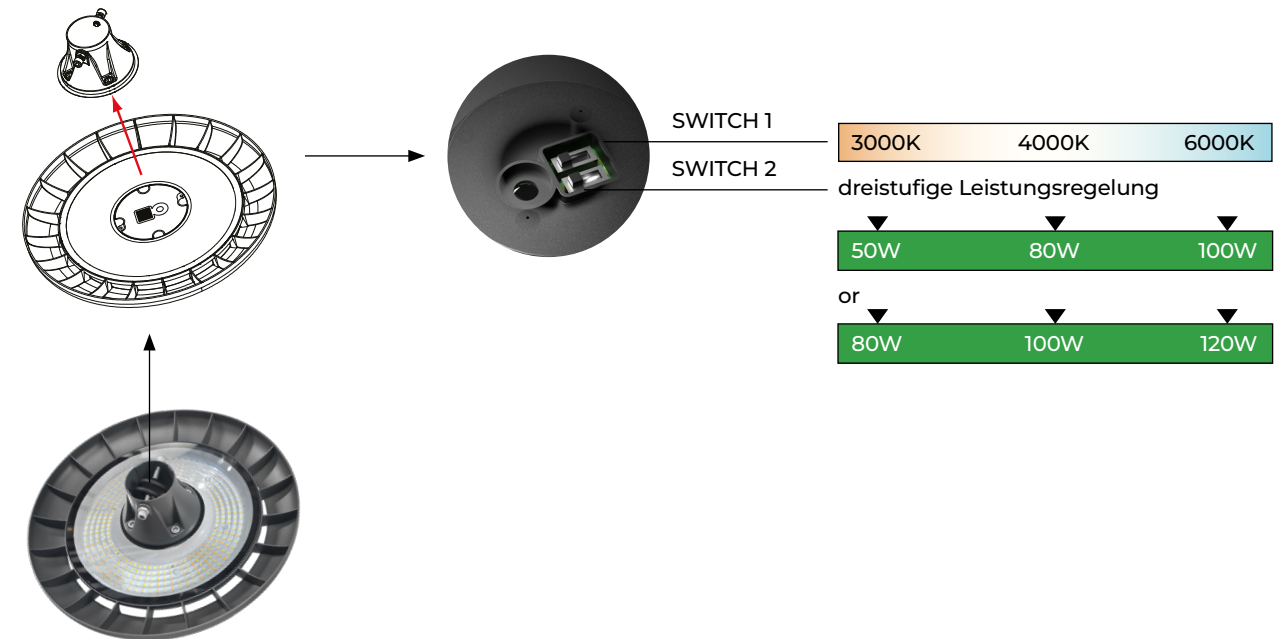 SWITCH 1
SWITCH 2
3000K 4000K 6000K
dreistufige Leistungsregelung
50W 80W 100W
or
80W 100W 120W